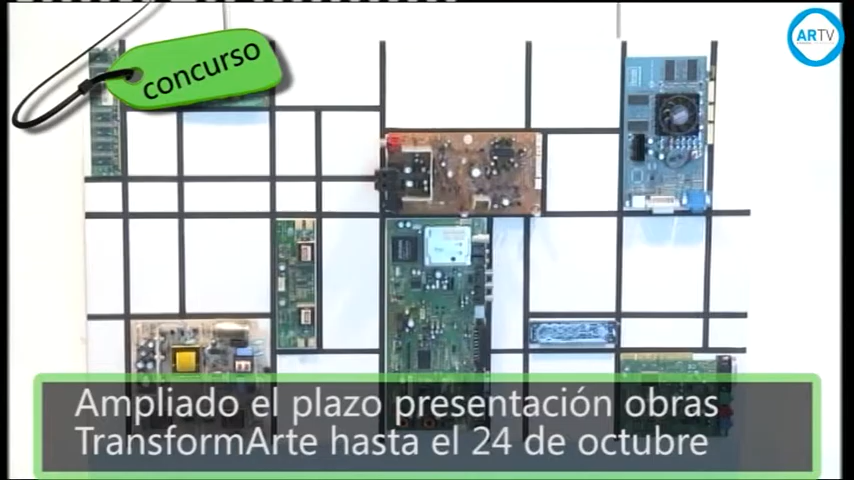 concurso
ARTV
Ampliado el plazo presentación obras
TransformArte hasta el 24 de octubre